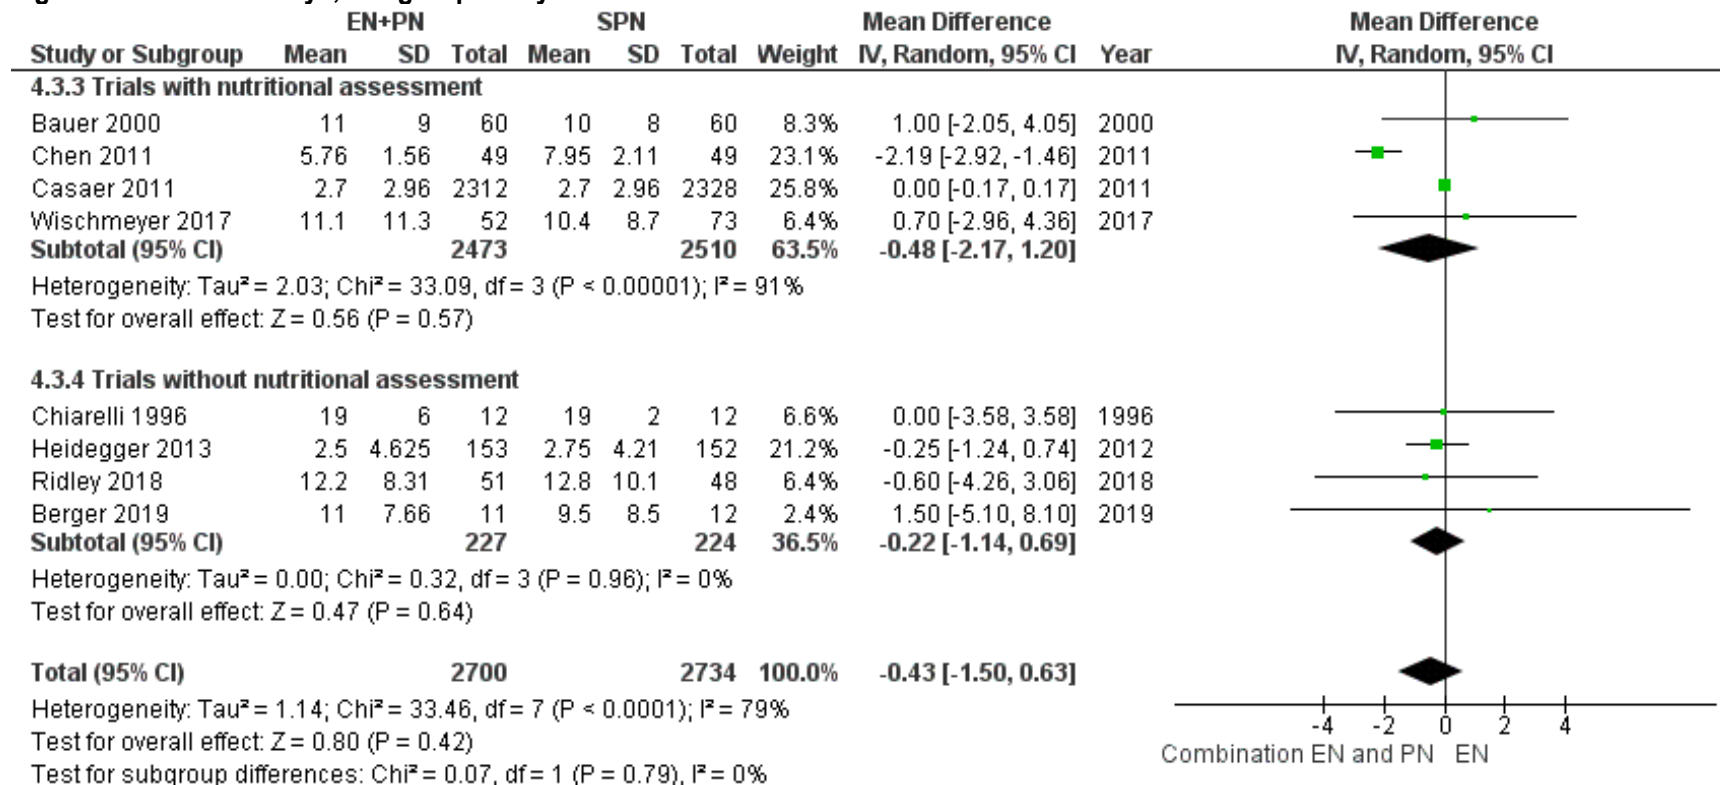 EN+PN SPN Mean Difference Mean Difference
Study or Subgroup Mean SD Total Mean SD Total Weight IV, Random, 95% CI Year IV, Random, 95% CI
4.3.3 Trials with nutritional assessment
Bauer 2000 11 9 60 10 8 60 8.3% 1.00 [-2.05, 4.05] 2000
Chen 2011 5.76 1.56 49 7.95 2.11 49 23.1% -2.19 [-2.92, -1.46] 2011
Casaer 2011 2.7 2.96 2312 2.7 2.96 2328 25.8% 0.00 [-0.17, 0.17] 2011
Wischmeyer 2017 11.1 11.3 52 10.4 8.7 73 6.4% 0.70 [-2.96, 4.36] 2017
Subtotal (95% CI) 2473 2510 63.5% -0.48 [-2.17, 1.20]
Heterogeneity: Tau² = 2.03; Chi² = 33.09, df = 3 (P < 0.00001); I² = 91%
Test for overall effect: Z = 0.56 (P = 0.57)
4.3.4 Trials without nutritional assessment
Chiarelli 1996 19 6 12 19 2 12 6.6% 0.00 [-3.58, 3.58] 1996
Heidegger 2013 2.5 4.625 153 2.75 4.21 152 21.2% -0.25 [-1.24, 0.74] 2012
Ridley 2018 12.2 8.31 51 12.8 10.1 48 6.4% -0.60 [-4.26, 3.06] 2018
Berger 2019 11 7.66 11 9.5 8.5 12 2.4% 1.50 [-5.10, 8.10] 2019
Subtotal (95% CI) 227 224 36.5% -0.22 [-1.14, 0.69]
Heterogeneity: Tau² = 0.00; Chi² = 0.32, df = 3 (P = 0.96); I² = 0%
Test for overall effect: Z = 0.47 (P = 0.64)
Total (95% CI) 2700 2734 100.0% -0.43 [-1.50, 0.63]
Heterogeneity: Tau² = 1.14; Chi² = 33.46, df = 7 (P < 0.0001); I² = 79%
-4 -2 0 2 4
Test for overall effect: Z = 0.80 (P = 0.42)
Combination EN and PN EN
Test for subgroup differences: Chi² = 0.07, df = 1 (P = 0.79), I² = 0%